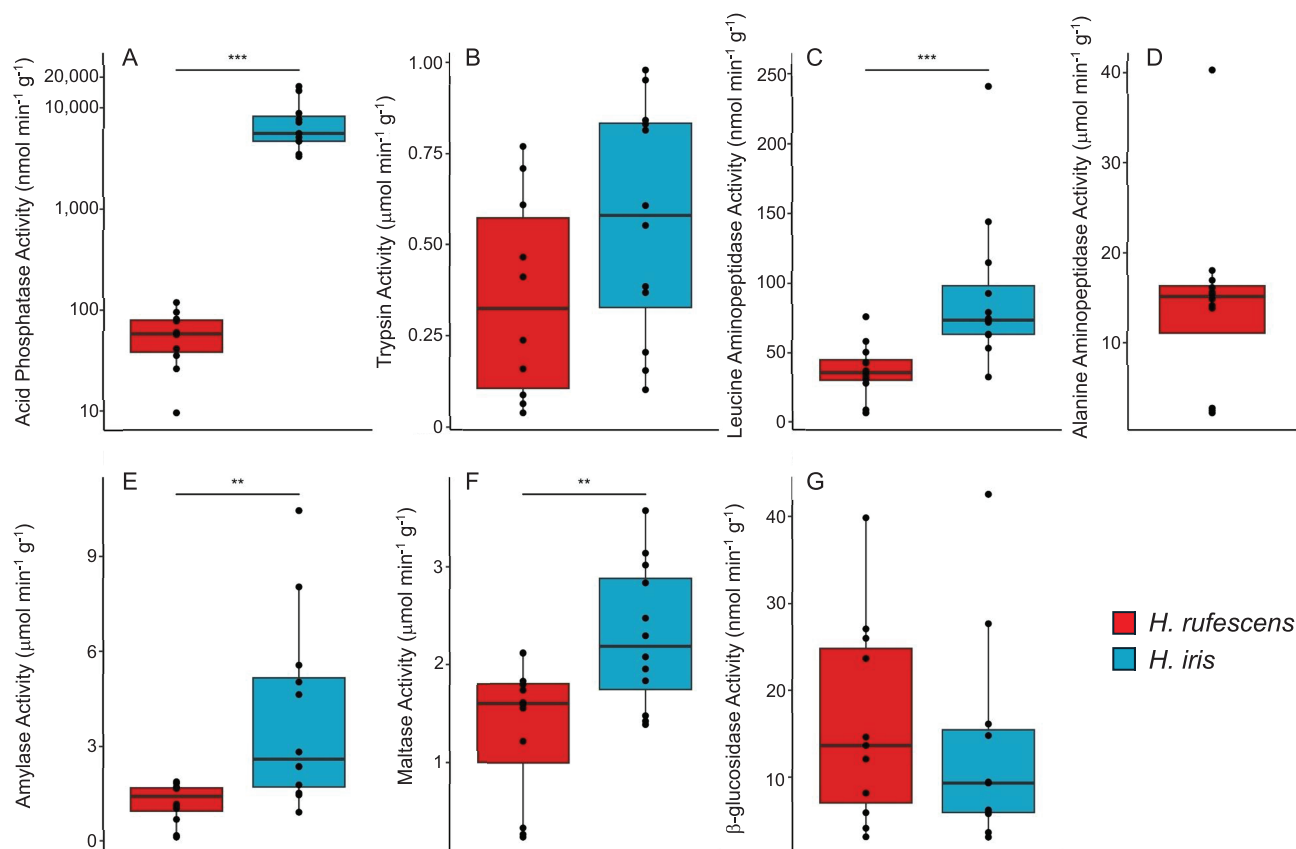 A
***
Acid Phosphatase Activity (nmol min⁻¹ g⁻¹)
20,000
10,000
1,000
100
10
B
Trypsin Activity (μmol min⁻¹ g⁻¹)
1.00
0.75
0.50
0.25
0
C
***
Leucine Aminopeptidase Activity (nmol min⁻¹ g⁻¹)
250
200
150
100
50
0
D
Alanine Aminopeptidase Activity (μmol min⁻¹ g⁻¹)
40
30
20
10
E
**
Amylase Activity (μmol min⁻¹ g⁻¹)
9
6
3
0
F
**
Maltase Activity (μmol min⁻¹ g⁻¹)
3
2
1
G
β-glucosidase Activity (nmol min⁻¹ g⁻¹)
40
30
20
10
H. rufescens
H. iris